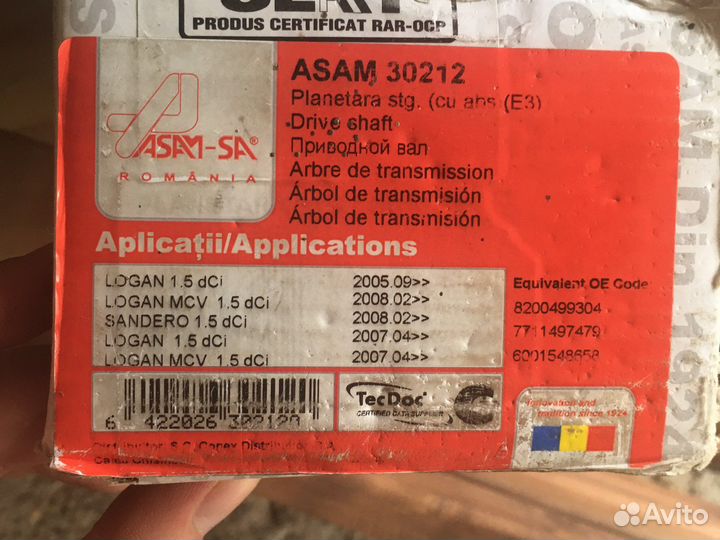 PRODUS CERTIFICAT RAR-OCP
ASAM 30212
Planetara stg. (cu abs (E3)
Drive shaft
Приводной вал
Arbre de transmission
Árbol de transmisión
Árbol de transmisión
ASAM-SA®
ROMÂNIA
Aplicații/Applications
LOGAN 1.5 dCi 2005.09>>
LOGAN MCV 1.5 dCi 2008.02>>
SANDERO 1.5 dCi 2008.02>>
LOGAN 1.5 dCi 2007.04>>
LOGAN MCV 1.5 dCi 2007.04>>
Equivalent OE Code:
8200499304
7711497479
6001548658
6 422026 302120
TecDoc
CERTIFIED DATA SUPPLIER
Innovation and
tradition since 1924
Avito